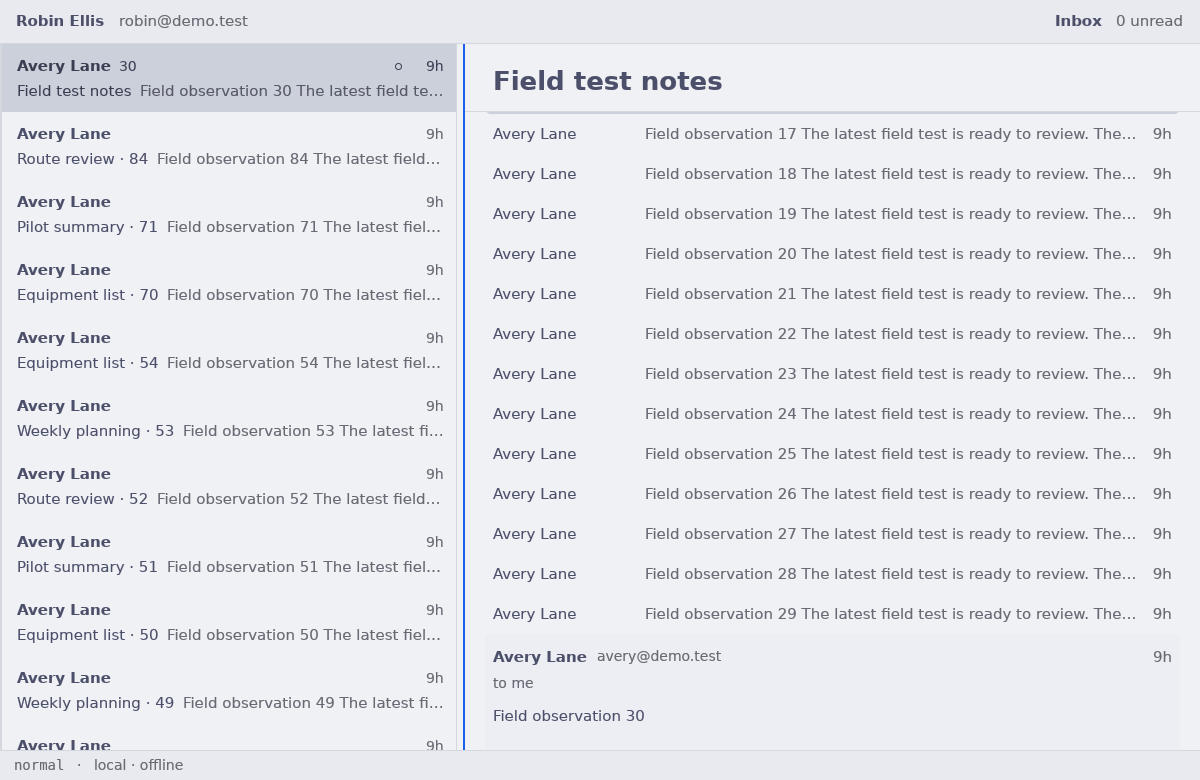 Robin Ellis robin@demo.test Inbox 0 unread
Avery Lane 30 9h
Field test notes Field observation 30 The latest field te…
Avery Lane 9h
Route review · 84 Field observation 84 The latest field…
Avery Lane 9h
Pilot summary · 71 Field observation 71 The latest fiel…
Avery Lane 9h
Equipment list · 70 Field observation 70 The latest fiel…
Avery Lane 9h
Equipment list · 54 Field observation 54 The latest fiel…
Avery Lane 9h
Weekly planning · 53 Field observation 53 The latest fi…
Avery Lane 9h
Route review · 52 Field observation 52 The latest field…
Avery Lane 9h
Pilot summary · 51 Field observation 51 The latest fiel…
Avery Lane 9h
Equipment list · 50 Field observation 50 The latest fiel…
Avery Lane 9h
Weekly planning · 49 Field observation 49 The latest fi…
Avery Lane 9h
Field test notes
Avery Lane Field observation 17 The latest field test is ready to review. The… 9h
Avery Lane Field observation 18 The latest field test is ready to review. The… 9h
Avery Lane Field observation 19 The latest field test is ready to review. The… 9h
Avery Lane Field observation 20 The latest field test is ready to review. The… 9h
Avery Lane Field observation 21 The latest field test is ready to review. The… 9h
Avery Lane Field observation 22 The latest field test is ready to review. The… 9h
Avery Lane Field observation 23 The latest field test is ready to review. The… 9h
Avery Lane Field observation 24 The latest field test is ready to review. The… 9h
Avery Lane Field observation 25 The latest field test is ready to review. The… 9h
Avery Lane Field observation 26 The latest field test is ready to review. The… 9h
Avery Lane Field observation 27 The latest field test is ready to review. The… 9h
Avery Lane Field observation 28 The latest field test is ready to review. The… 9h
Avery Lane Field observation 29 The latest field test is ready to review. The… 9h
Avery Lane avery@demo.test 9h
to me
Field observation 30
normal · local · offline